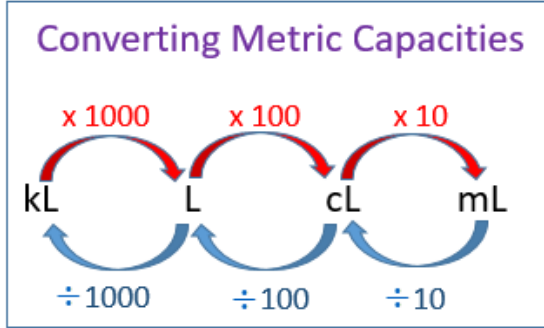 Converting Metric Capacities
x 1000 x 100 x 10
kL L cL mL
÷1000 ÷100 ÷10